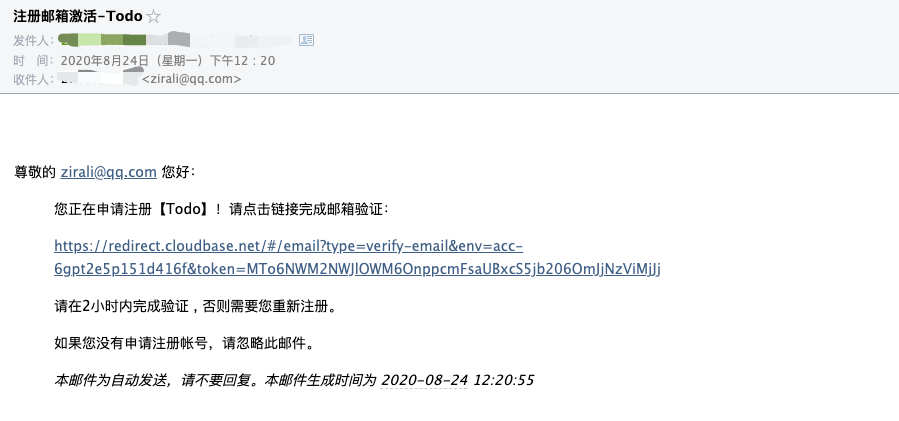 注册邮箱激活-Todo ☆
发件人：
时　间：2020年8月24日（星期一）下午12：20
收件人： <zirali@qq.com>
尊敬的 zirali@qq.com 您好：
您正在申请注册【Todo】！请点击链接完成邮箱验证：
https://redirect.cloudbase.net/#/email?type=verify-email&env=acc-
6gpt2e5p151d416f&token=MTo6NWM2NWJlOWM6OnppcmFsaUBxcS5jb206OmJjNzViMjJj
请在2小时内完成验证，否则需要您重新注册。
如果您没有申请注册帐号，请忽略此邮件。
本邮件为自动发送，请不要回复。本邮件生成时间为 2020-08-24 12:20:55